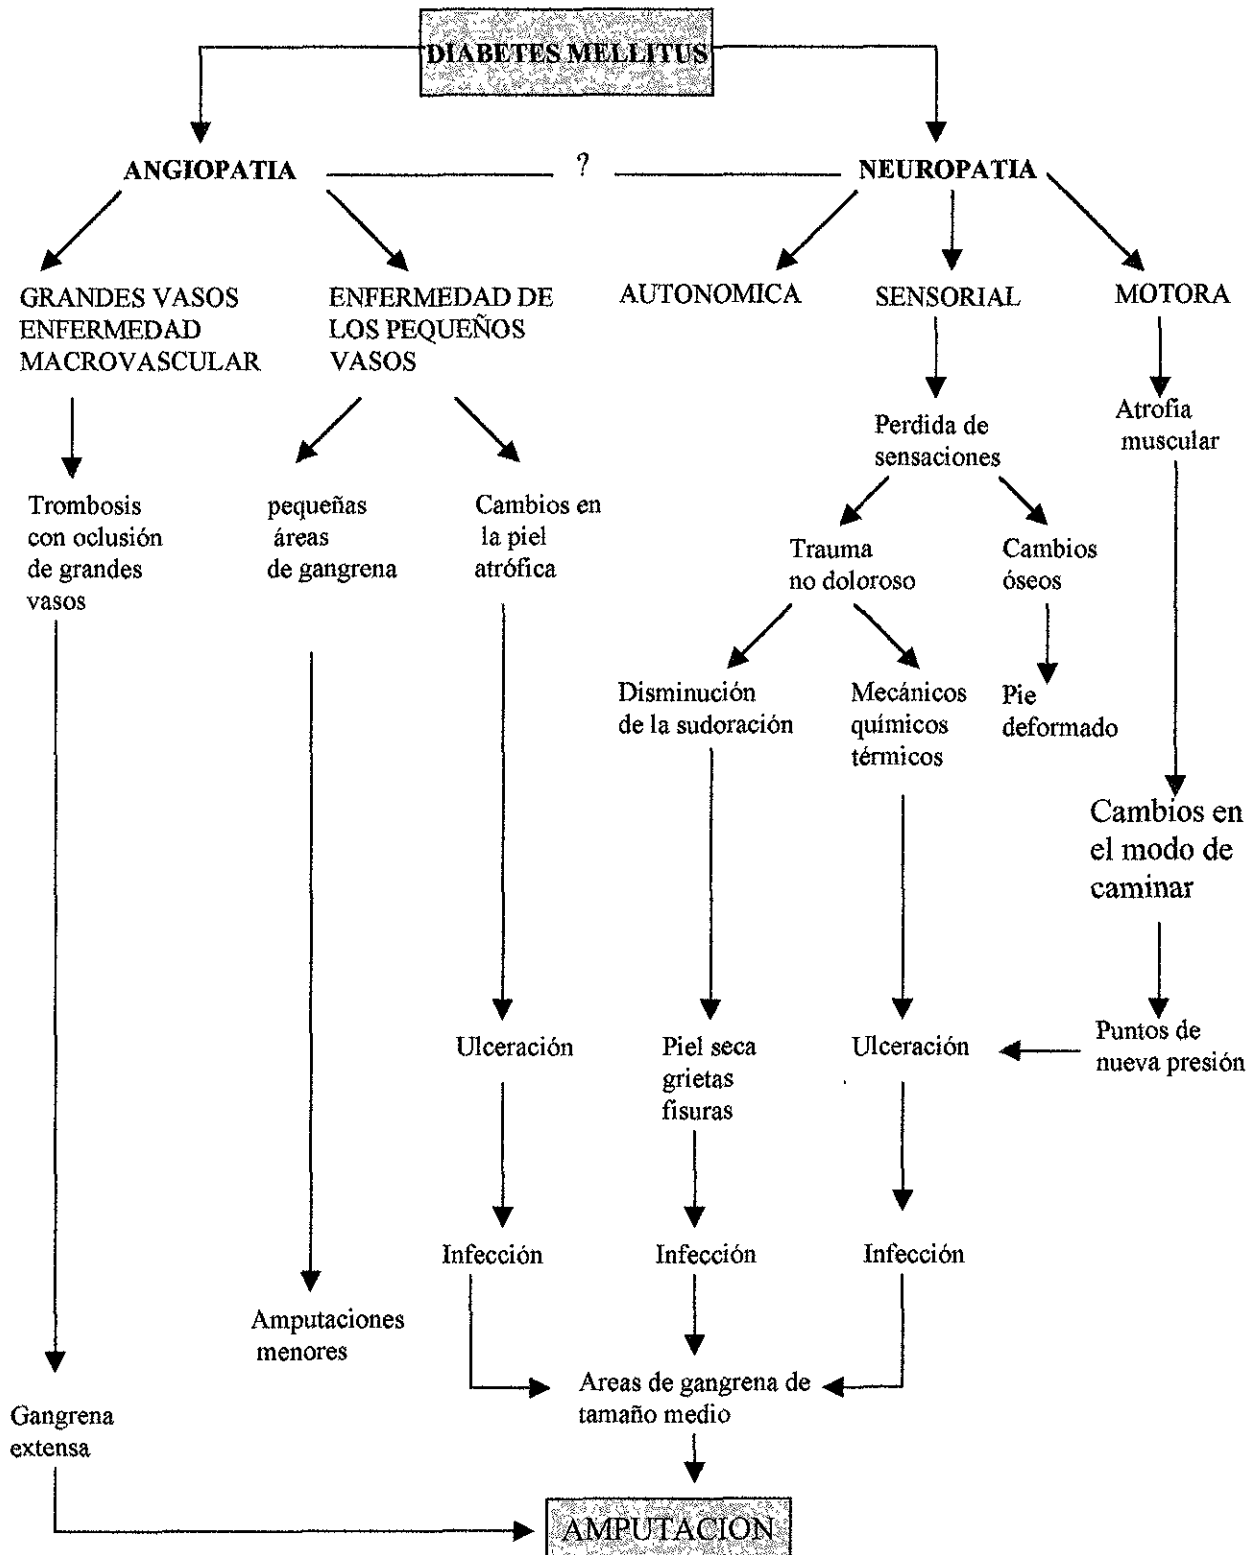 DIABETES MELLITUS
ANGIOPATIA
?
NEUROPATIA
GRANDES VASOS
ENFERMEDAD
MACROVASCULAR
ENFERMEDAD DE
LOS PEQUEÑOS
VASOS
AUTONOMICA
SENSORIAL
MOTORA
Perdida de
sensaciones
Atrofia
muscular
Trombosis
con oclusión
de grandes
vasos
pequeñas
áreas
de gangrena
Cambios en
la piel
atrófica
Trauma
no doloroso
Cambios
óseos
Disminución
de la sudoración
Mecánicos
químicos
térmicos
Pie
deformado
Cambios en
el modo de
caminar
Ulceración
Piel seca
grietas
fisuras
Ulceración
Puntos de
nueva presión
Infección
Infección
Infección
Amputaciones
menores
Areas de gangrena de
tamaño medio
Gangrena
extensa
AMPUTACION